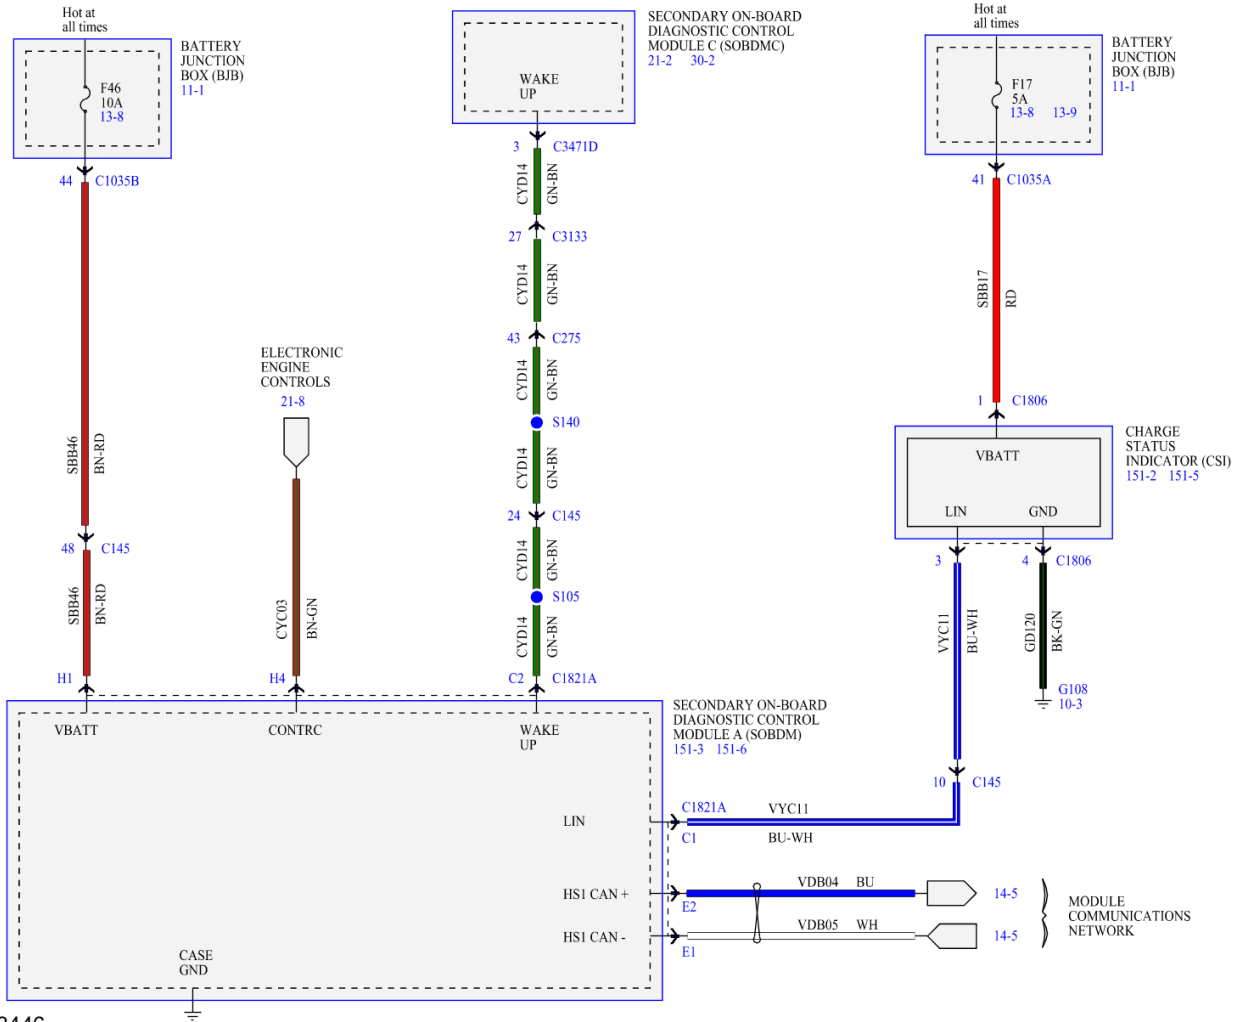 Hot at
all times
BATTERY
JUNCTION
BOX (BJB)
11-1
F46
10A
13-8
44 C1035B
SBB46
BN-RD
48 C145
SBB46
BN-RD
H1
ELECTRONIC
ENGINE
CONTROLS
21-8
CYC03
BN-GN
H4
SECONDARY ON-BOARD
DIAGNOSTIC CONTROL
MODULE C (SOBDMC)
21-2 30-2
WAKE
UP
3 C3471D
CYD14
GN-BN
27 C3133
CYD14
GN-BN
43 C275
CYD14
GN-BN
S140
CYD14
GN-BN
24 C145
CYD14
GN-BN
S105
CYD14
GN-BN
C2 C1821A
Hot at
all times
BATTERY
JUNCTION
BOX (BJB)
11-1
F17
5A
13-8 13-9
41 C1035A
SBB17
RD
1 C1806
CHARGE
STATUS
INDICATOR (CSI)
151-2 151-5
VBATT
LIN GND
3 4 C1806
VYC11
BU-WH
GD120
BK-GN
G108
10-3
10 C145
SECONDARY ON-BOARD
DIAGNOSTIC CONTROL
MODULE A (SOBDM)
151-3 151-6
VBATT CONTRC WAKE
UP
LIN
C1821A
C1
VYC11
BU-WH
HS1 CAN +
E2
VDB04 BU
14-5
HS1 CAN -
E1
VDB05 WH
14-5
MODULE
COMMUNICATIONS
NETWORK
CASE
GND